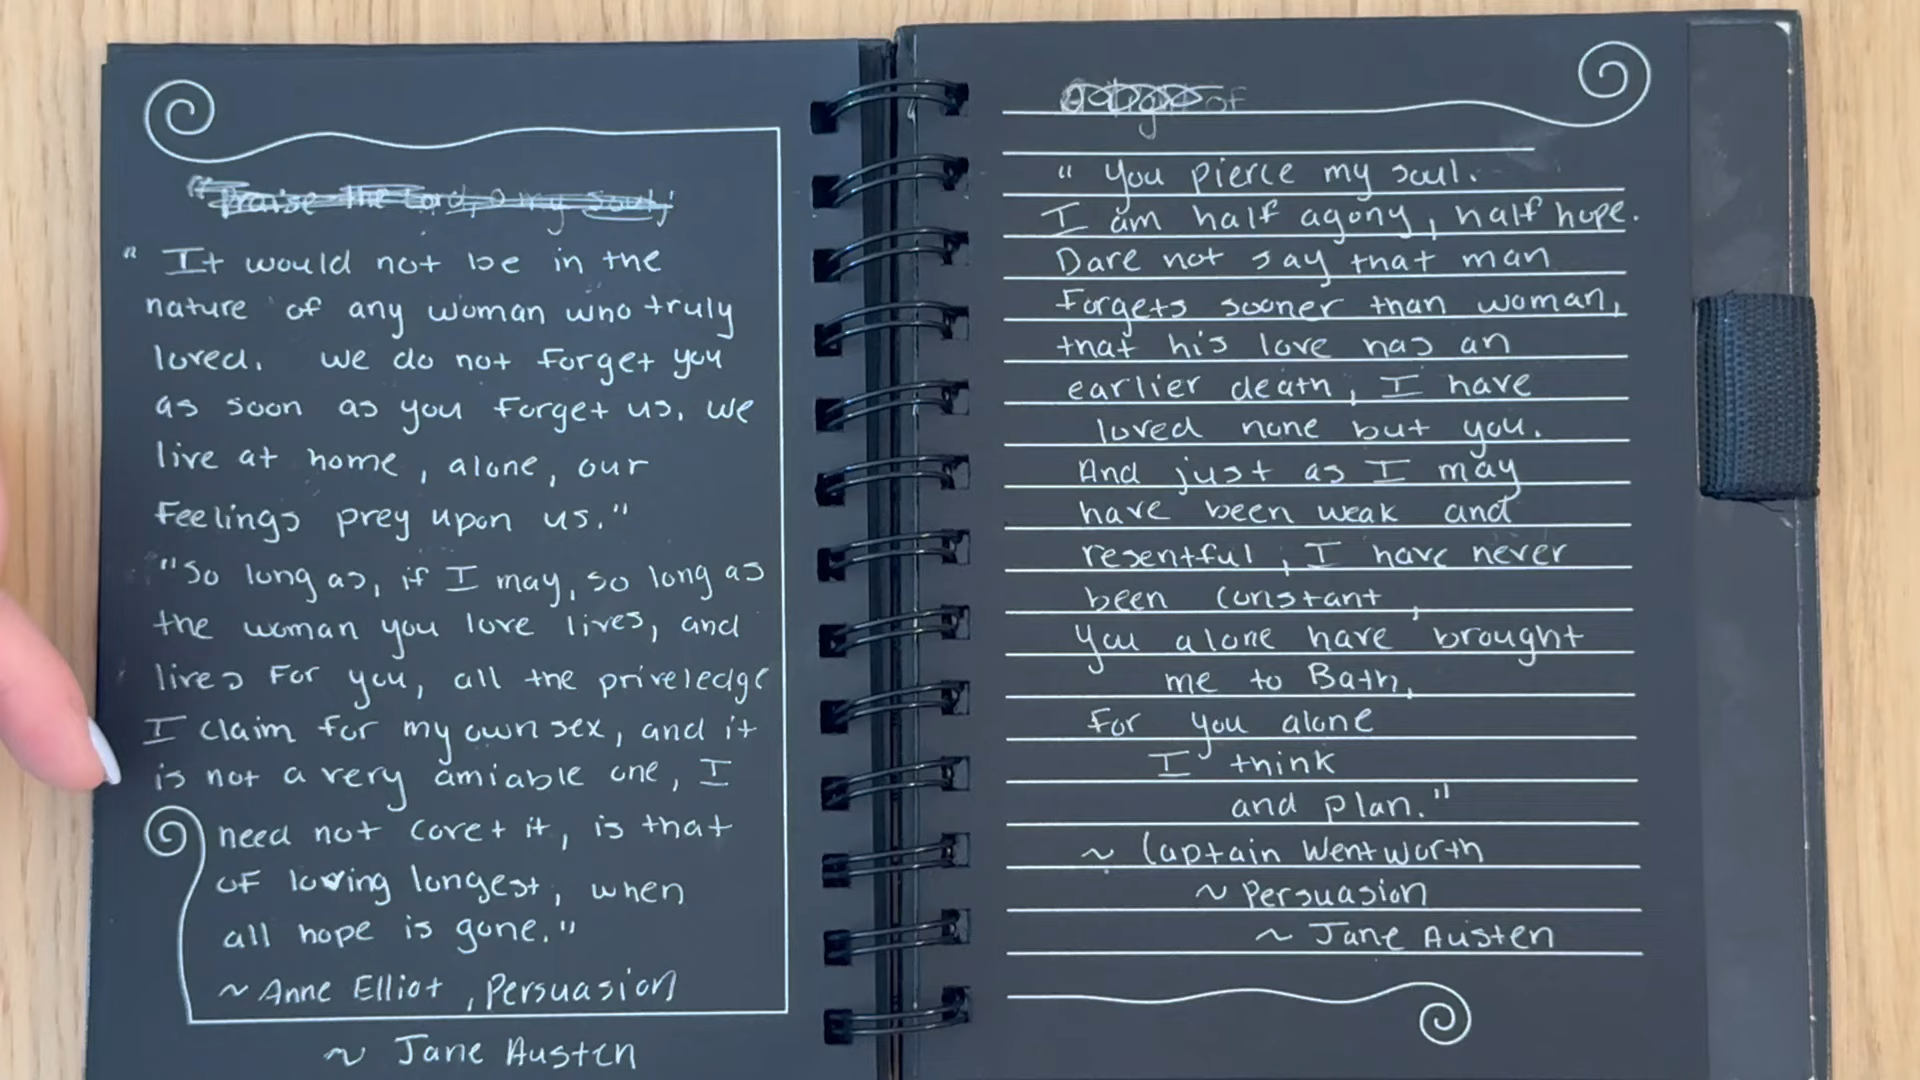 "Praise the Lord, o my soul;
" It would not be in the
nature of any woman who truly
loved. We do not forget you
as soon as you forget us. We
live at home, alone, our
feelings prey upon us."
"So long as, if I may, so long as
the woman you love lives, and
lives for you, all the priveledge
I claim for my own sex, and it
is not a very amiable one, I
need not covet it, is that
of loving longest, when
all hope is gone."
~ Anne Elliot, Persuasion
~ Jane Austen
of
" You pierce my soul.
I am half agony, half hope.
Dare not say that man
forgets sooner than woman,
that his love has an
earlier death, I have
loved none but you.
And just as I may
have been weak and
resentful, I have never
been constant,
You alone have brought
me to Bath,
For you alone
I think
and plan."
~ Captain Wentworth
~ Persuasion
~ Jane Austen